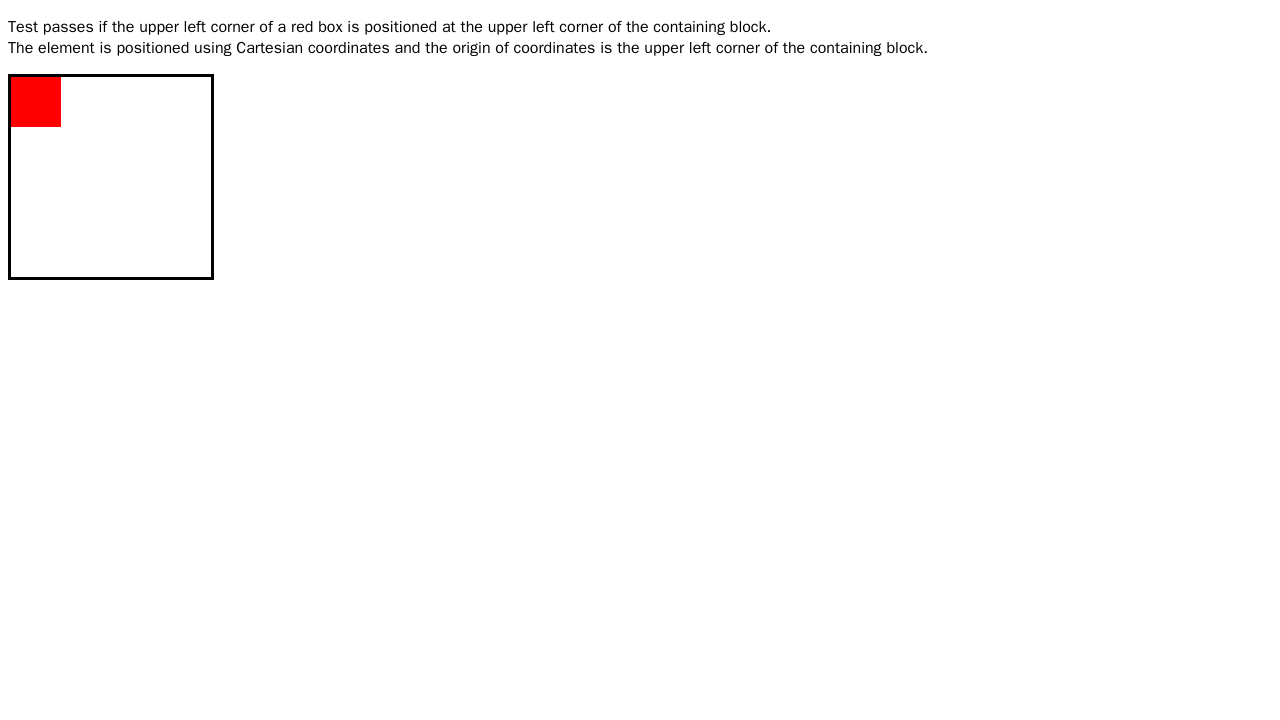 Test passes if the upper left corner of a red box is positioned at the upper left corner of the containing block.
The element is positioned using Cartesian coordinates and the origin of coordinates is the upper left corner of the containing block.